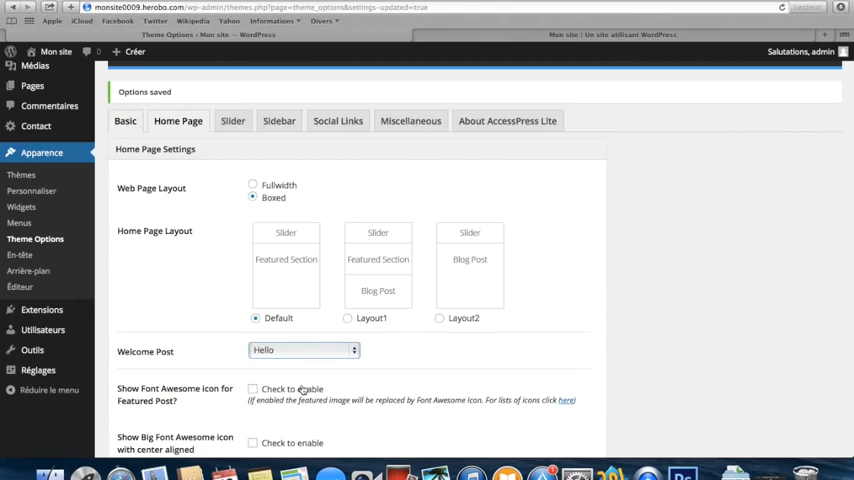 monsite0009.herobo.com/wp-admin/themes.php?page=theme_options&settings-updated=true
Lecteur
Apple iCloud Facebook Twitter Wikipedia Yahoo Informations Divers
Theme Options ‹ Mon site — WordPress
Mon site | Un site utilisant WordPress
Mon site 0 + Créer
Salutations, admin
Médias
Pages
Commentaires
Contact
Apparence
Thèmes
Personnaliser
Widgets
Menus
Theme Options
En-tête
Arrière-plan
Éditeur
Extensions
Utilisateurs
Outils
Réglages
Réduire le menu
Options saved
Basic Home Page Slider Sidebar Social Links Miscellaneous About AccessPress Lite
Home Page Settings
Web Page Layout
Fullwidth
Boxed
Home Page Layout
Slider Slider Slider
Featured Section Featured Section Blog Post
Blog Post
Default Layout1 Layout2
Welcome Post
Hello
Show Font Awesome icon for
Featured Post?
Check to enable
(If enabled the featured image will be replaced by Font Awesome Icon. For lists of icons click here)
Show Big Font Awesome icon
with center aligned
Check to enable
Ps